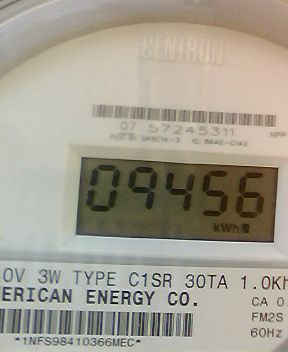 CENTRON
07 57245311
09456
kWh
0V 3W TYPE C1SR 30TA 1.0Kh
ERICAN ENERGY CO.
CA 0
FM2S
60Hz
*1NFS98410366MEC*